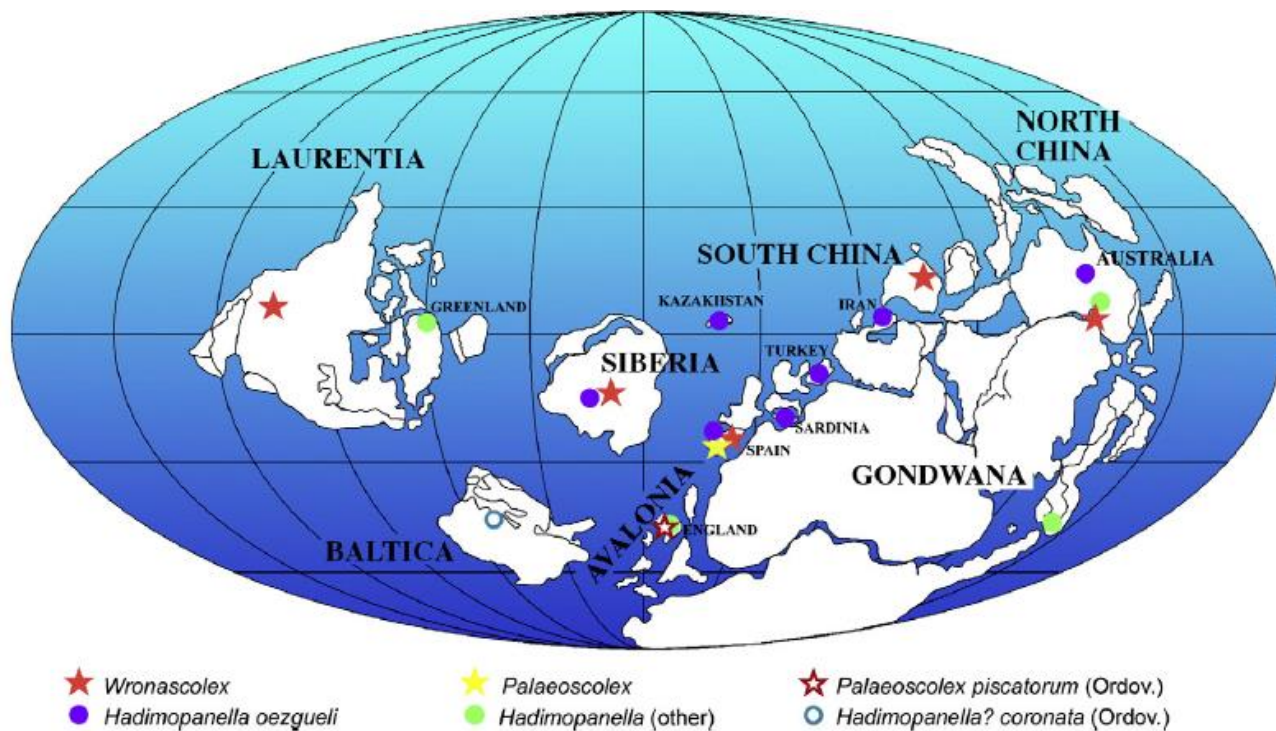 NORTH
CHINA
LAURENTIA
SOUTH CHINA
AUSTRALIA
KAZAKHSTAN
IRAN
GREENLAND
TURKEY
SIBERIA
SARDINIA
SPAIN
GONDWANA
AVALONIA
ENGLAND
BALTICA
Wronascolex
Palaeoscolex
Palaeoscolex piscatorum (Ordov.)
Hadimopanella oezgueli
Hadimopanella (other)
Hadimopanella? coronata (Ordov.)